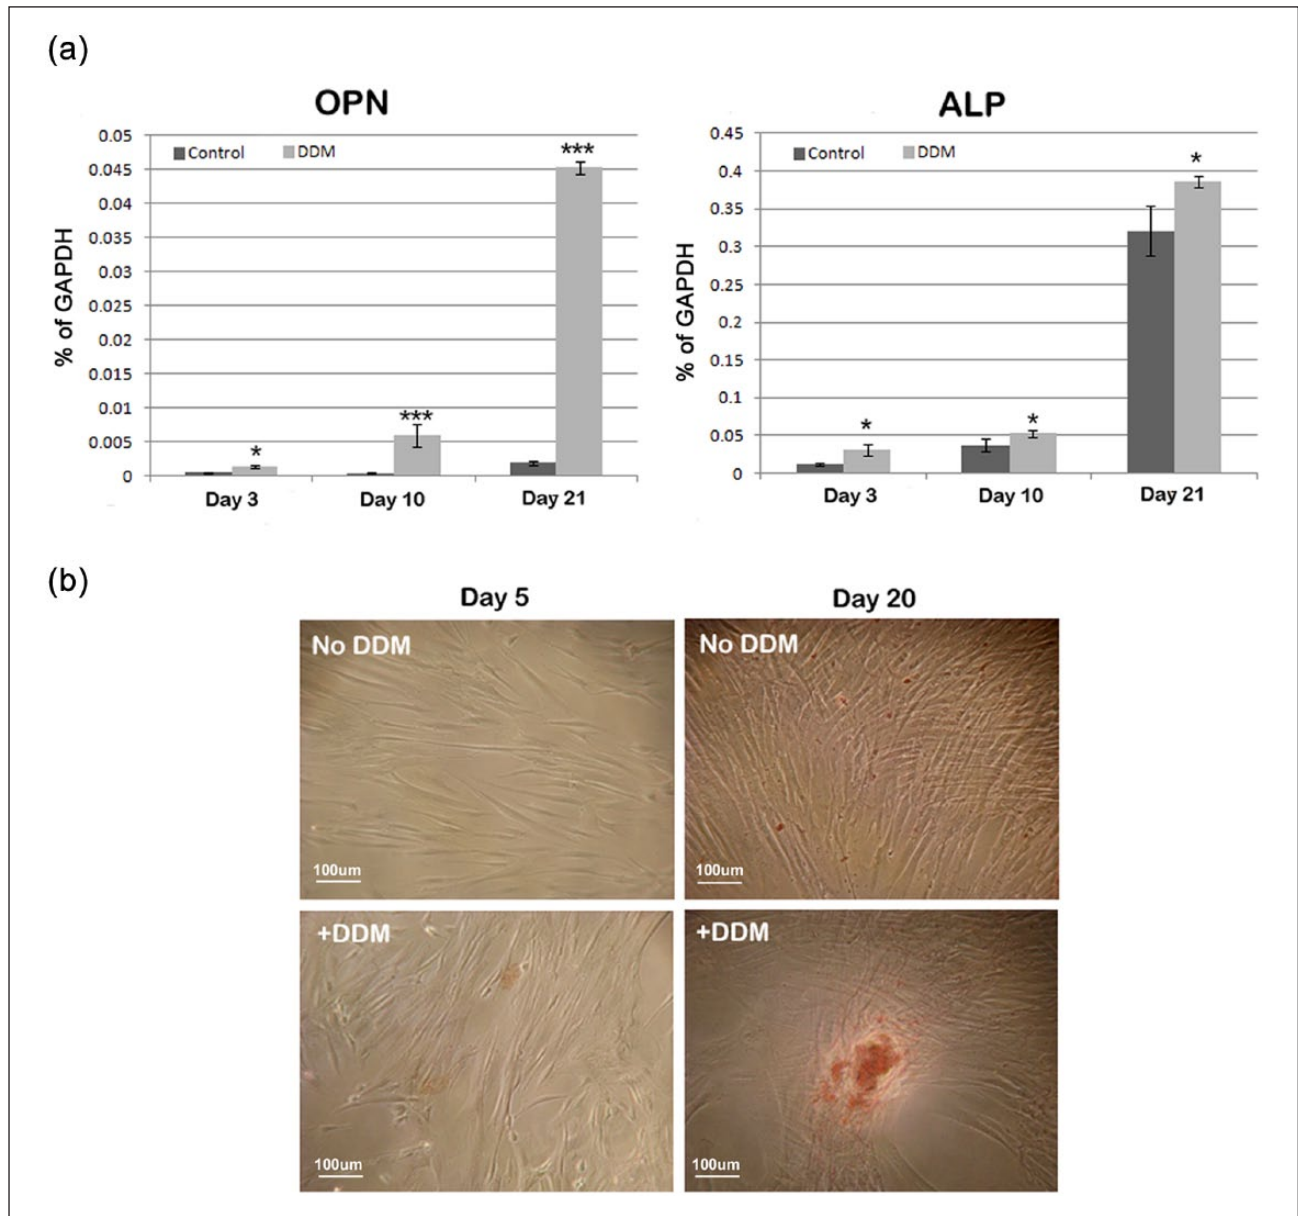 (a)
OPN
% of GAPDH
0.05
0.045
0.04
0.035
0.03
0.025
0.02
0.015
0.01
0.005
0
Control DDM
***
***
*
Day 3 Day 10 Day 21
ALP
% of GAPDH
0.45
0.4
0.35
0.3
0.25
0.2
0.15
0.1
0.05
0
Control DDM
*
*
*
Day 3 Day 10 Day 21
(b)
Day 5 Day 20
No DDM No DDM
100um 100um
+DDM +DDM
100um 100um